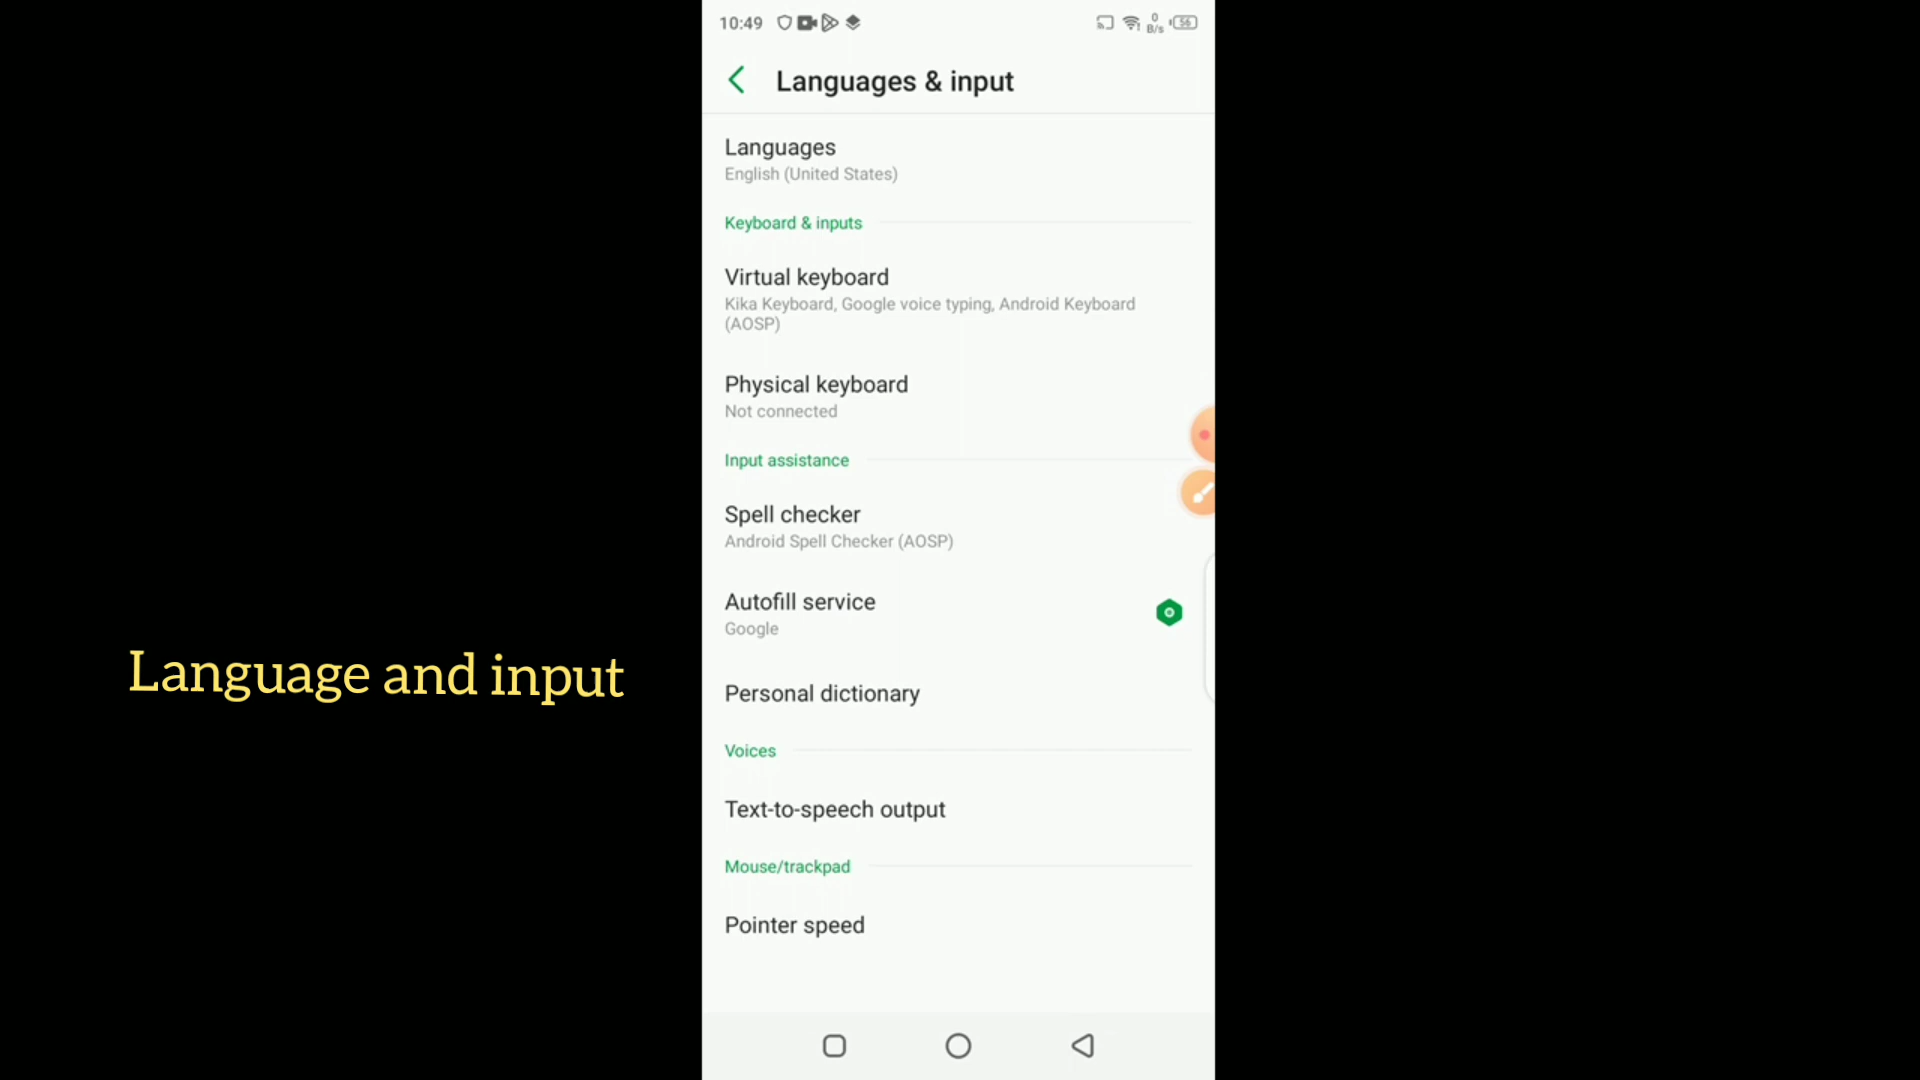 10:49
0
B/s
56
Languages & input
Languages
English (United States)
Keyboard & inputs
Virtual keyboard
Kika Keyboard, Google voice typing, Android Keyboard
(AOSP)
Physical keyboard
Not connected
Input assistance
Spell checker
Android Spell Checker (AOSP)
Autofill service
Google
Language and input
Personal dictionary
Voices
Text-to-speech output
Mouse/trackpad
Pointer speed